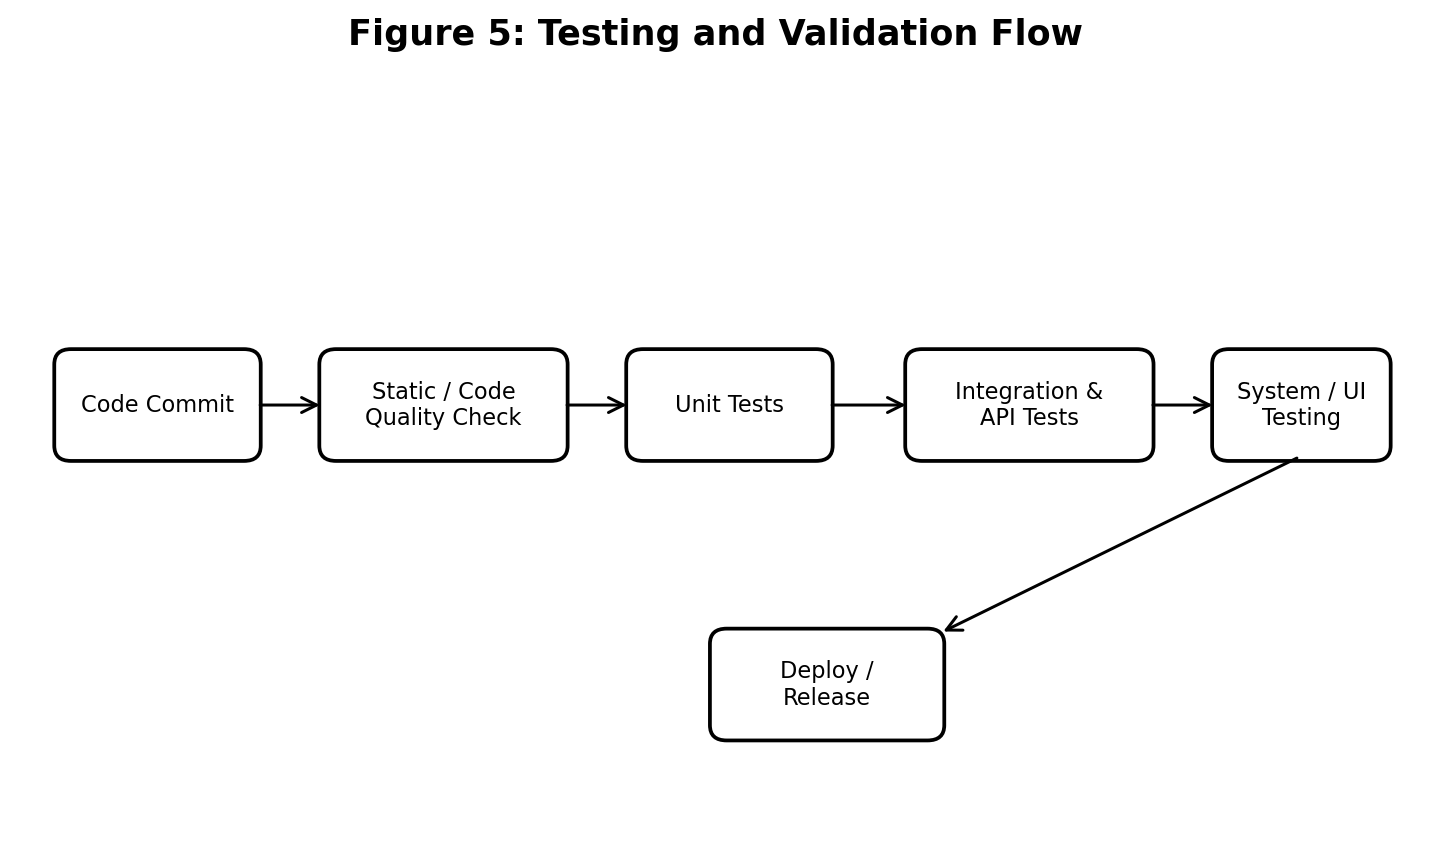 Figure 5: Testing and Validation Flow
Code Commit
Static / Code
Quality Check
Unit Tests
Integration &
API Tests
System / UI
Testing
Deploy /
Release